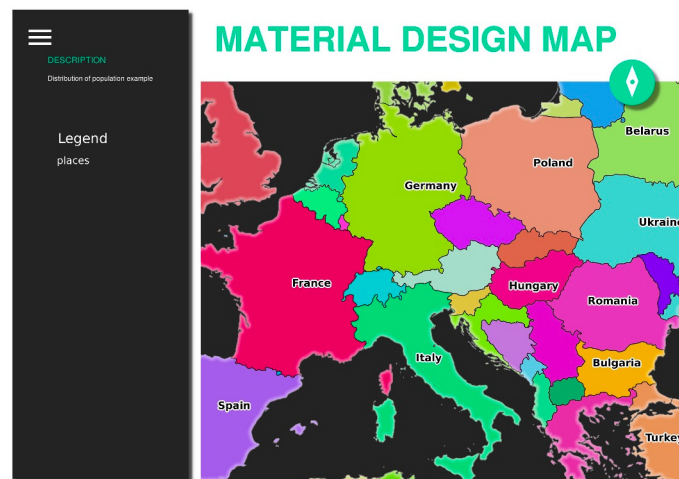 MATERIAL DESIGN MAP
DESCRIPTION
Distribution of population example
Legend
places
Belarus
Poland
Germany
Ukraine
France
Hungary
Romania
Italy
Bulgaria
Spain
Turkey